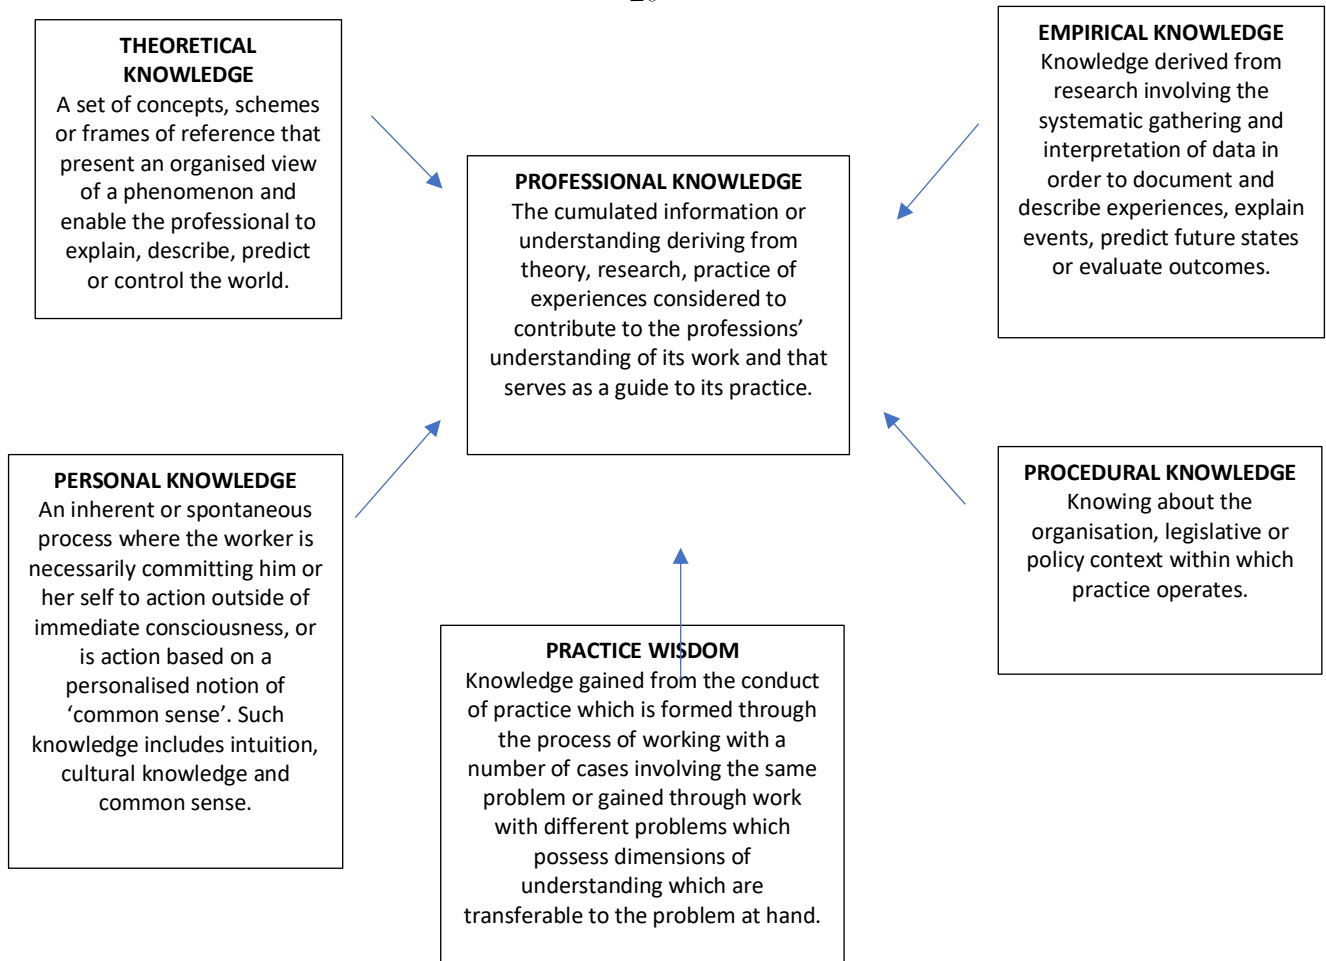 THEORETICAL
KNOWLEDGE
A set of concepts, schemes
or frames of reference that
present an organised view
of a phenomenon and
enable the professional to
explain, describe, predict
or control the world.
EMPIRICAL KNOWLEDGE
Knowledge derived from
research involving the
systematic gathering and
interpretation of data in
order to document and
describe experiences, explain
events, predict future states
or evaluate outcomes.
PROFESSIONAL KNOWLEDGE
The cumulated information or
understanding deriving from
theory, research, practice of
experiences considered to
contribute to the professions’
understanding of its work and that
serves as a guide to its practice.
PERSONAL KNOWLEDGE
An inherent or spontaneous
process where the worker is
necessarily committing him or
her self to action outside of
immediate consciousness, or
is action based on a
personalised notion of
‘common sense’. Such
knowledge includes intuition,
cultural knowledge and
common sense.
PROCEDURAL KNOWLEDGE
Knowing about the
organisation, legislative or
policy context within which
practice operates.
PRACTICE WISDOM
Knowledge gained from the conduct
of practice which is formed through
the process of working with a
number of cases involving the same
problem or gained through work
with different problems which
possess dimensions of
understanding which are
transferable to the problem at hand.